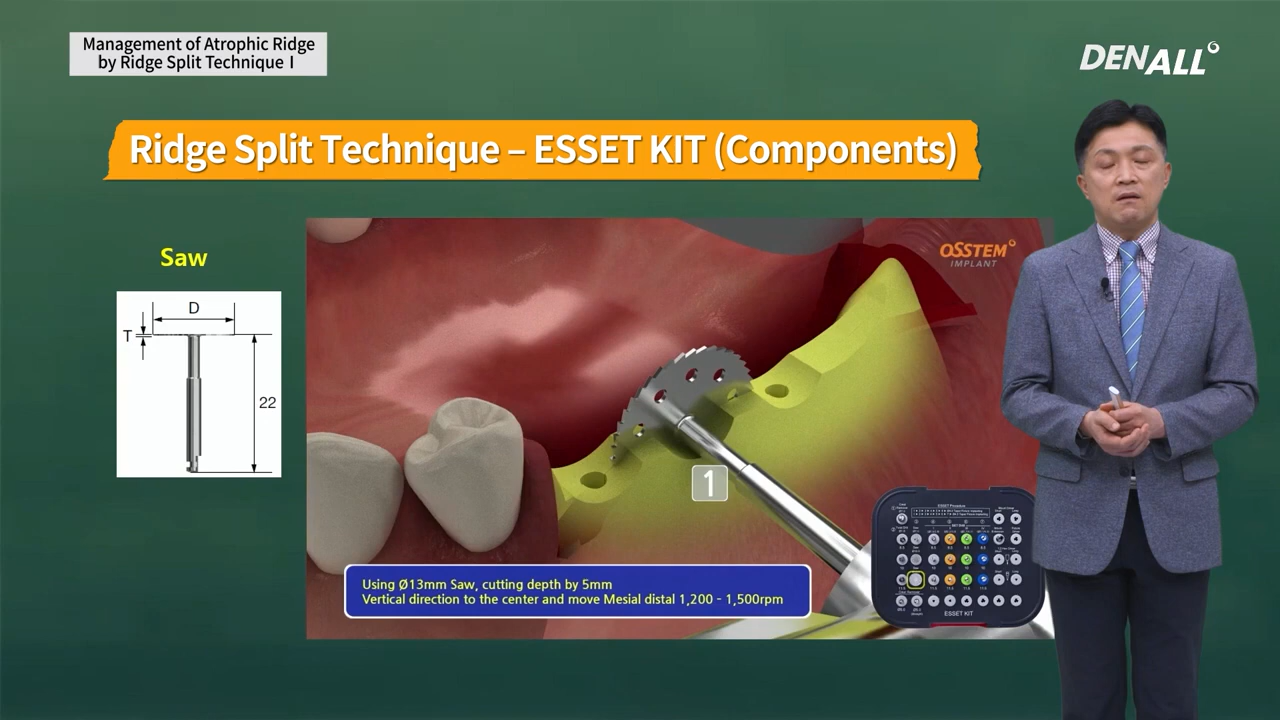 Management of Atrophic Ridge
by Ridge Split Technique I
DENALL
Ridge Split Technique – ESSET KIT (Components)
Saw
D
T
22
OSSTEM
IMPLANT
1
Using Ø13mm Saw, cutting depth by 5mm
Vertical direction to the center and move Mesial distal 1,200 - 1,500rpm
ESSET Procedure
ESSET KIT